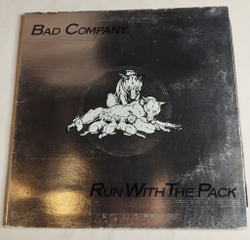 BAD COMPANY
RUN WITH THE PACK